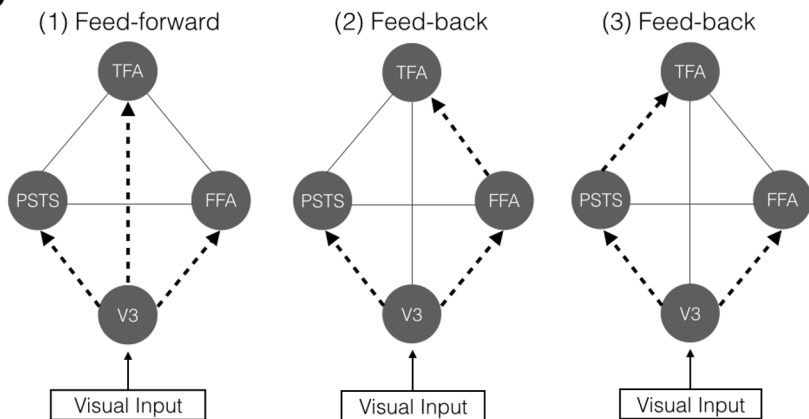 (1) Feed-forward
TFA
PSTS
FFA
V3
Visual Input
(2) Feed-back
TFA
PSTS
FFA
V3
Visual Input
(3) Feed-back
TFA
PSTS
FFA
V3
Visual Input